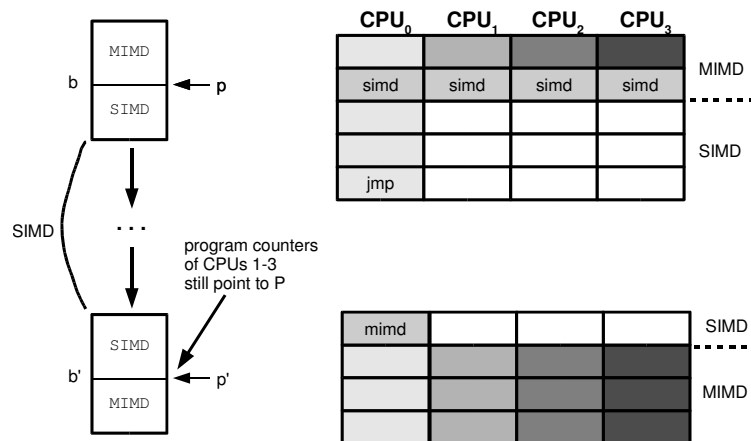 MIMD
b
p
SIMD
SIMD
...
program counters
of CPUs 1-3
still point to P
SIMD
b'
p'
MIMD
CPU0 CPU1 CPU2 CPU3
MIMD
simd simd simd simd
SIMD
jmp
mimd
SIMD
MIMD